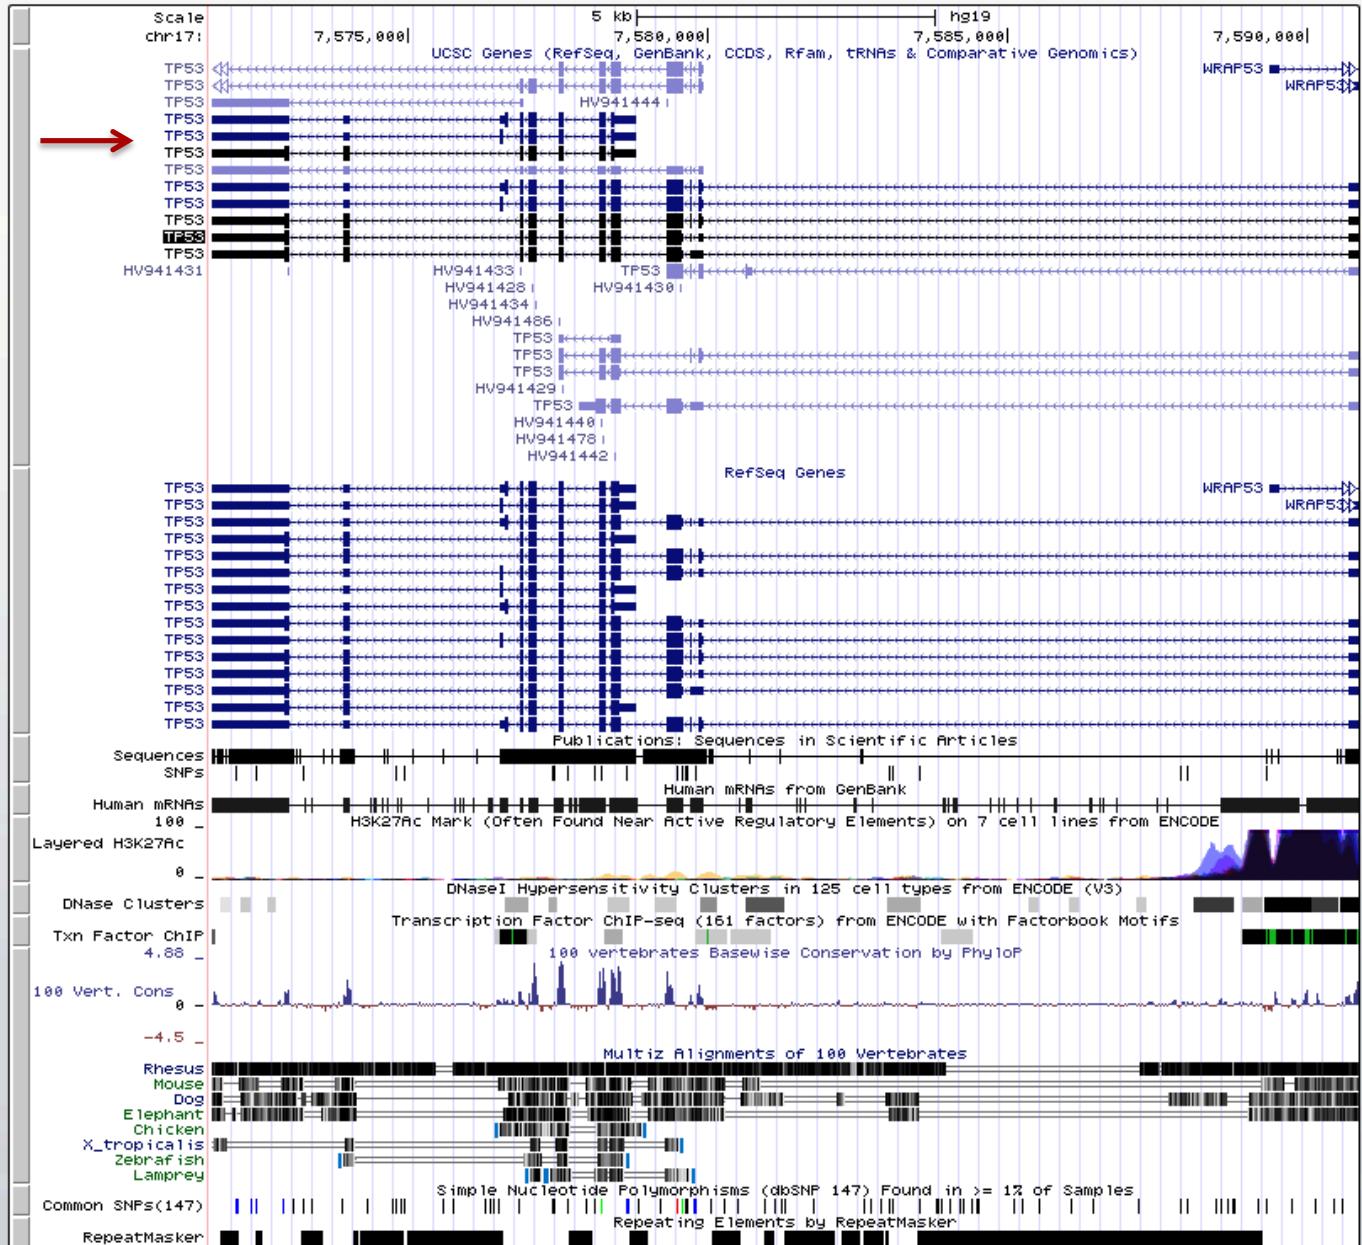 Scale 5 kb hg19
chr17: 7,575,000 7,580,000 7,585,000 7,590,000
UCSC Genes (RefSeq, GenBank, CCDS, Rfam, tRNAs & Comparative Genomics)
TP53 WRAP53
TP53 WRAP53
TP53 HV941444
TP53
TP53
TP53
TP53
TP53
TP53
TP53
TP53
TP53
HV941431 HV941433 TP53
HV941428 HV941430
HV941434
HV941486
TP53
TP53
TP53
HV941429
TP53
HV941440
HV941478
HV941442
RefSeq Genes
TP53 WRAP53
TP53 WRAP53
TP53
TP53
TP53
TP53
TP53
TP53
TP53
TP53
TP53
TP53
TP53
TP53
TP53
Publications: Sequences in Scientific Articles
Sequences
SNPs
Human mRNAs from GenBank
Human mRNAs
100 _ H3K27Ac Mark (Often Found Near Active Regulatory Elements) on 7 cell lines from ENCODE
Layered H3K27Ac
0 _
DNaseI Hypersensitivity Clusters in 125 cell types from ENCODE (V3)
DNase Clusters
Transcription Factor ChIP-seq (161 factors) from ENCODE with Factorbook Motifs
Txn Factor ChIP
4.88 _ 100 vertebrates Basewise Conservation by PhyloP
100 Vert. Cons
0 _
-4.5 _
Multiz Alignments of 100 Vertebrates
Rhesus
Mouse
Dog
Elephant
Chicken
X_tropicalis
Zebrafish
Lamprey
Simple Nucleotide Polymorphisms (dbSNP 147) Found in >= 1% of Samples
Common SNPs(147)
Repeating Elements by RepeatMasker
RepeatMasker